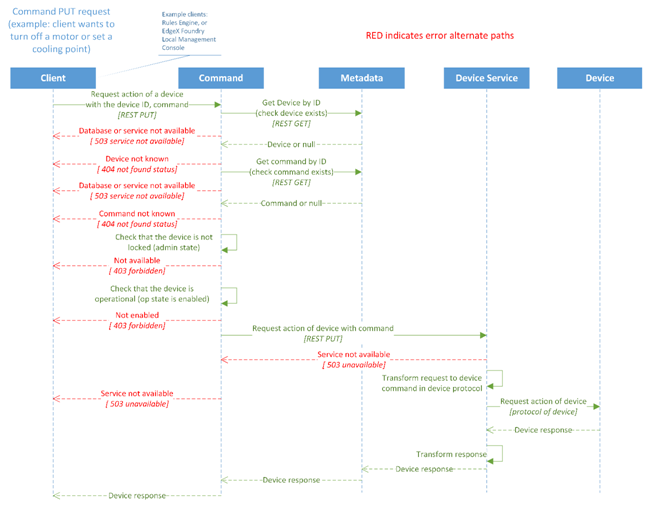 Command PUT request
(example: client wants to
turn off a motor or set a
cooling point)
Example clients:
Rules Engine, or
EdgeX Foundry
Local Management
Console
RED indicates error alternate paths
Client
Command
Metadata
Device Service
Device
Request action of a device
with the device ID, command
[REST PUT]
Get Device by ID
(check device exists)
[REST GET]
Database or service not available
[ 503 service not available]
Device or null
Device not known
[ 404 not found status]
Get command by ID
(check command exists)
[REST GET]
Database or service not available
[ 503 service not available]
Command or null
Command not known
[ 404 not found status]
Check that the device is not
locked (admin state)
Not available
[ 403 forbidden]
Check that the device is
operational (op state is enabled)
Not enabled
[ 403 forbidden]
Request action of device with command
[REST PUT]
Service not available
[ 503 unavailable]
Transform request to device
command in device protocol
Service not available
[ 503 unavailable]
Request action of device
[protocol of device]
Device response
Transform response
Device response
Device response
Device response